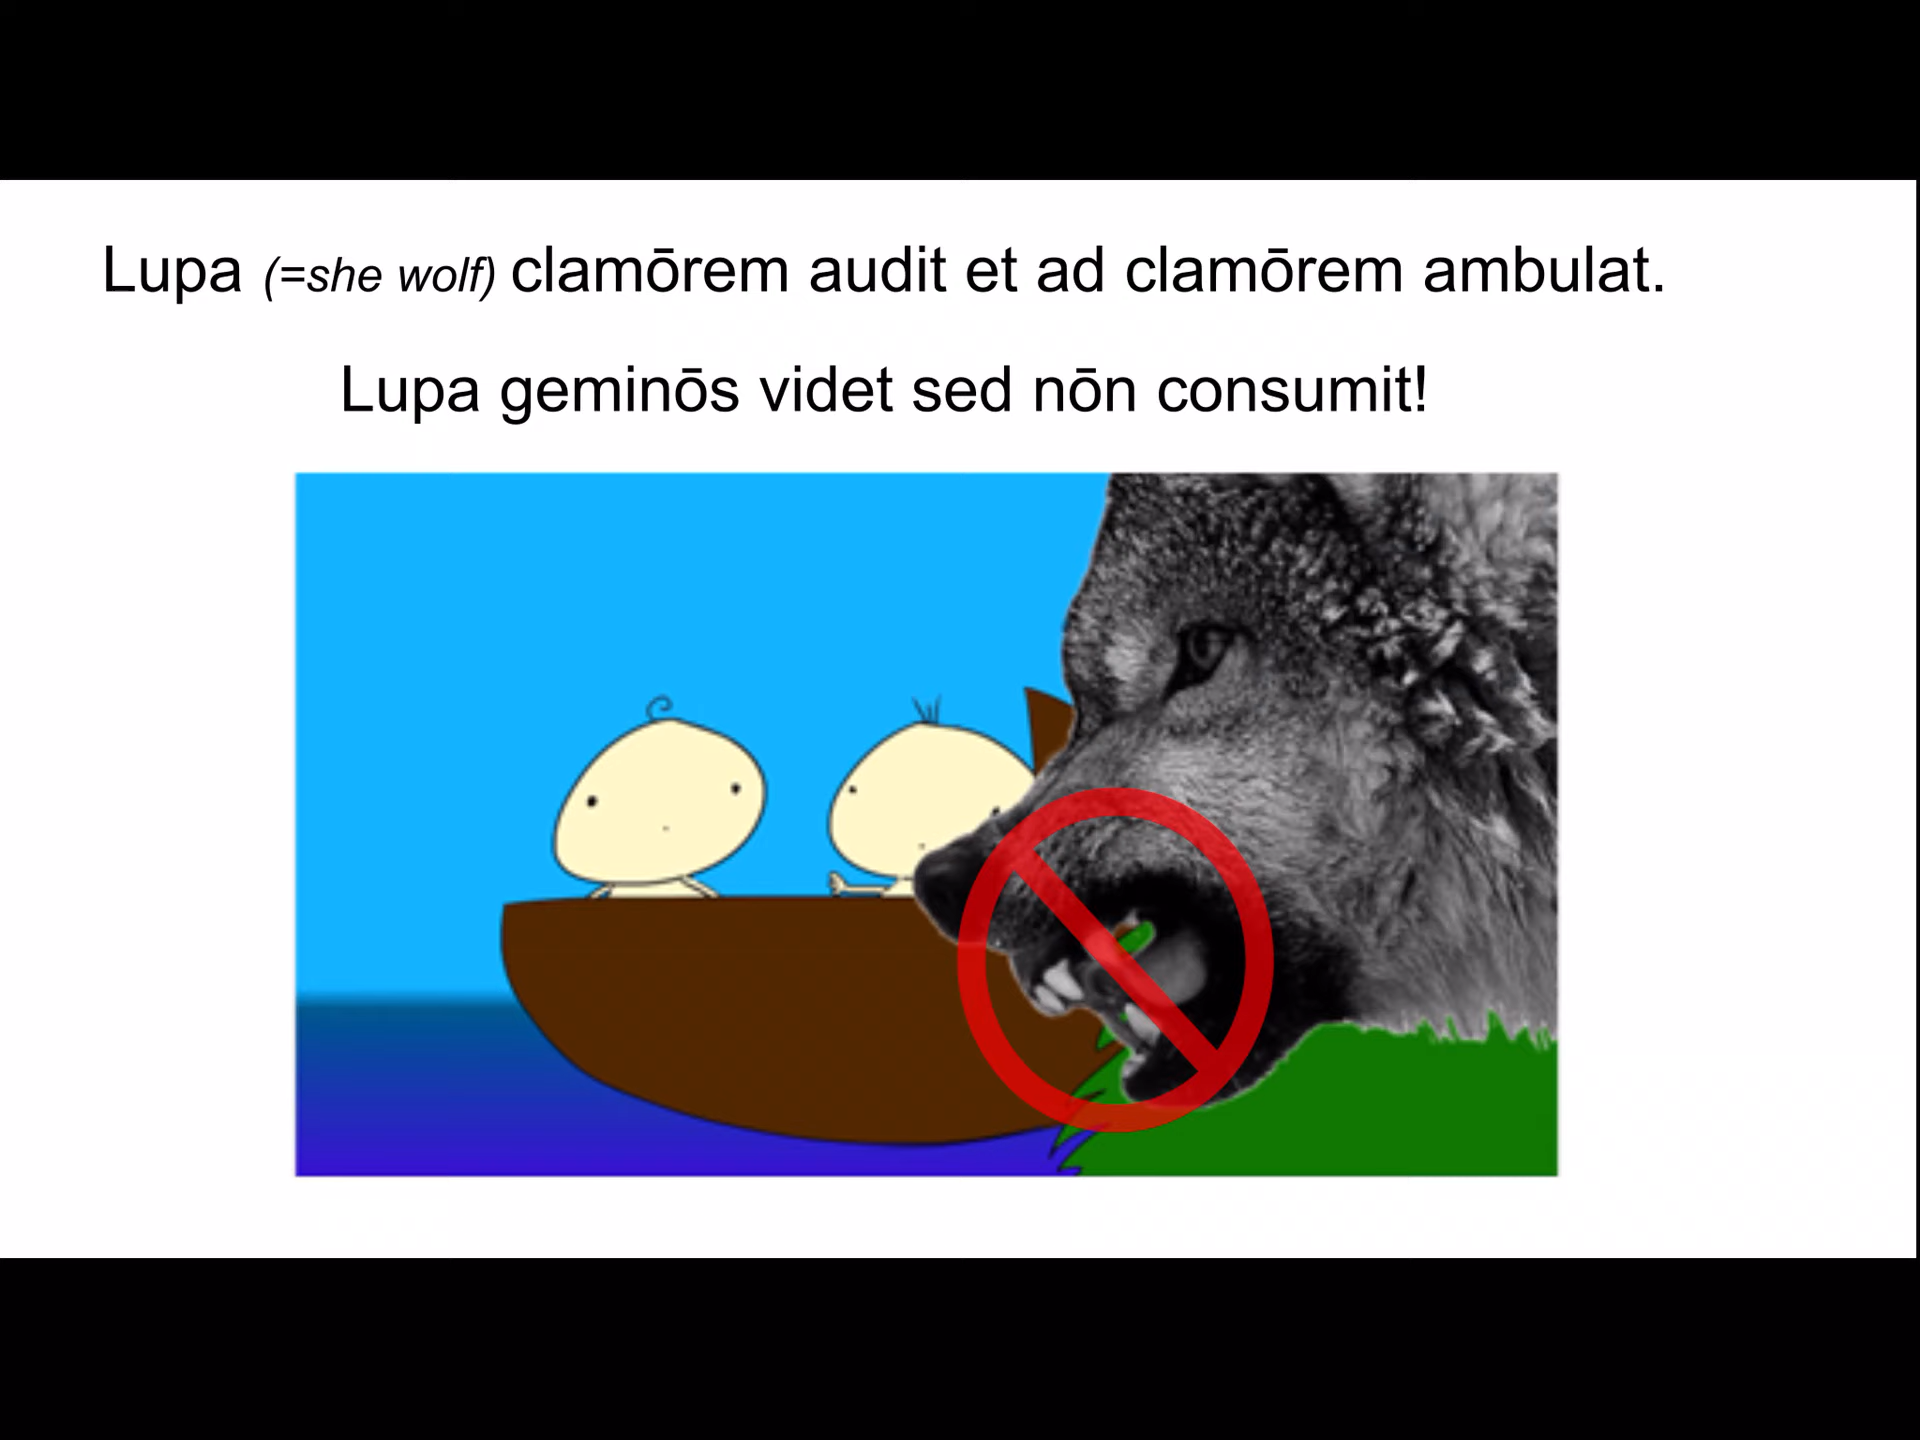 Lupa (=she wolf) clamōrem audit et ad clamōrem ambulat.
Lupa geminōs videt sed nōn consumit!